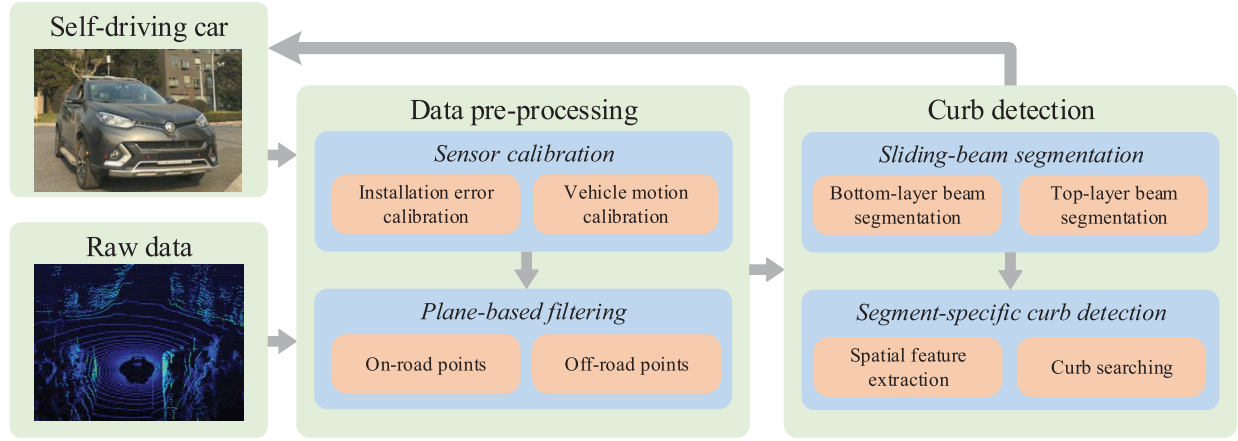 Self-driving car
Raw data
Data pre-processing
Sensor calibration
Installation error
calibration
Vehicle motion
calibration
Plane-based filtering
On-road points
Off-road points
Curb detection
Sliding-beam segmentation
Bottom-layer beam
segmentation
Top-layer beam
segmentation
Segment-specific curb detection
Spatial feature
extraction
Curb searching